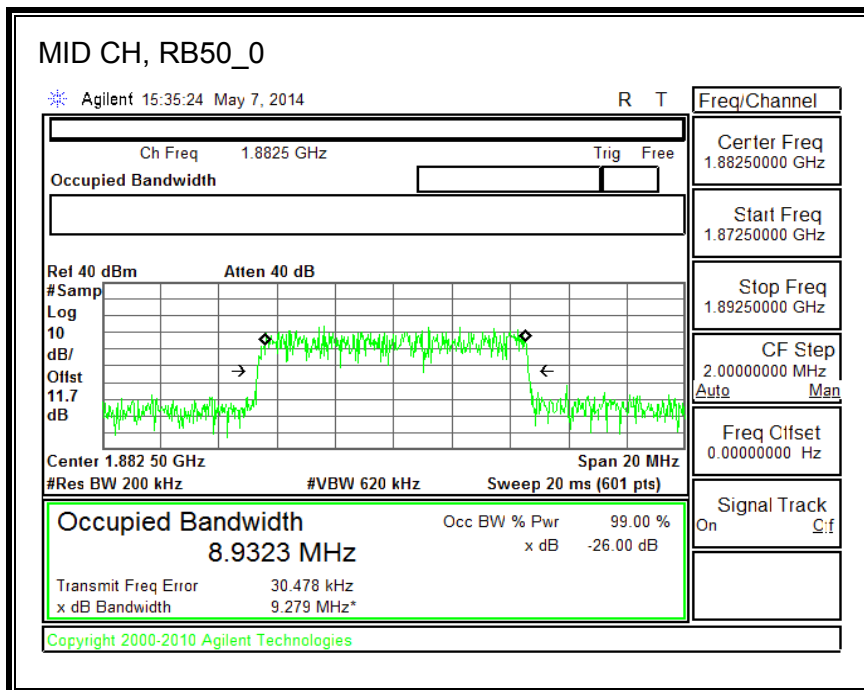 MID CH, RB50_0
Agilent 15:35:24 May 7, 2014 R T
Freq/Channel
Ch Freq 1.8825 GHz Trig Free
Occupied Bandwidth
Center Freq
1.88250000 GHz
Start Freq
1.87250000 GHz
Stop Freq
1.89250000 GHz
CF Step
2.00000000 MHz
Auto Man
Freq Offset
0.00000000 Hz
Signal Track
On
Ref 40 dBm Atten 40 dB
#Samp
Log
10
dB/
Offst
11.7
dB
Center 1.882 50 GHz Span 20 MHz
#Res BW 200 kHz #VBW 620 kHz Sweep 20 ms (601 pts)
Occupied Bandwidth Occ BW % Pwr 99.00 %
8.9323 MHz x dB -26.00 dB
Transmit Freq Error 30.478 kHz
x dB Bandwidth 9.279 MHz*
Copyright 2000-2010 Agilent Technologies